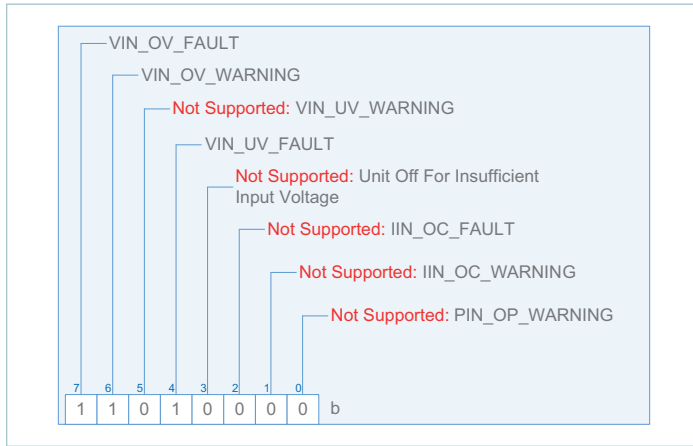 VIN_OV_FAULT
VIN_OV_WARNING
Not Supported: VIN_UV_WARNING
VIN_UV_FAULT
Not Supported: Unit Off For Insufficient
Input Voltage
Not Supported: IIN_OC_FAULT
Not Supported: IIN_OC_WARNING
Not Supported: PIN_OP_WARNING
7 6 5 4 3 2 1 0
1 1 0 1 0 0 0 0 b